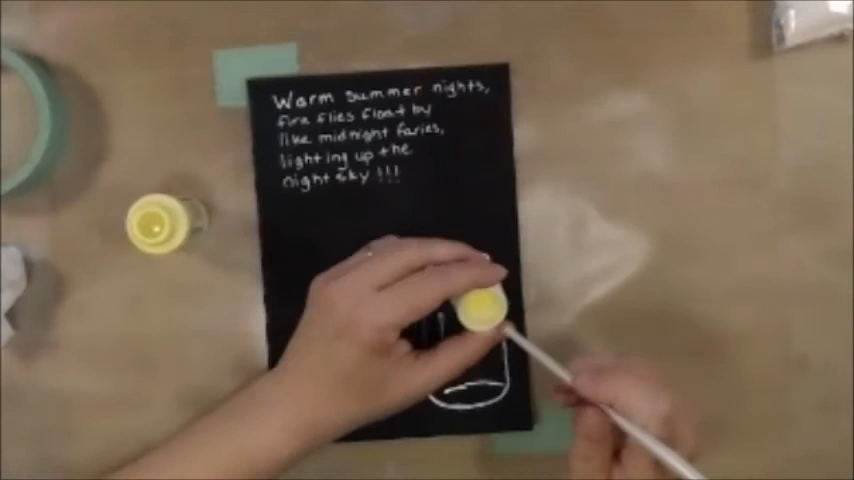 Warm summer nights,
fire flies float by
like midnight faries,
lighting up the
night sky !!!